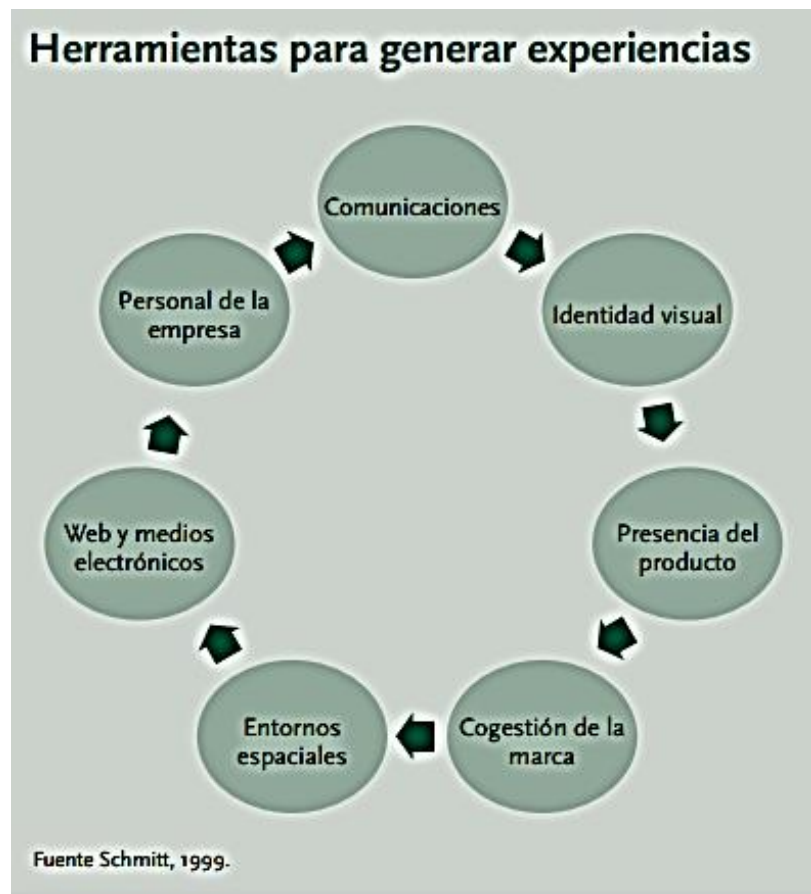 Herramientas para generar experiencias
Comunicaciones
Identidad visual
Presencia del
producto
Cogestión de la
marca
Entornos
espaciales
Web y medios
electrónicos
Personal de la
empresa
Fuente Schmitt, 1999.